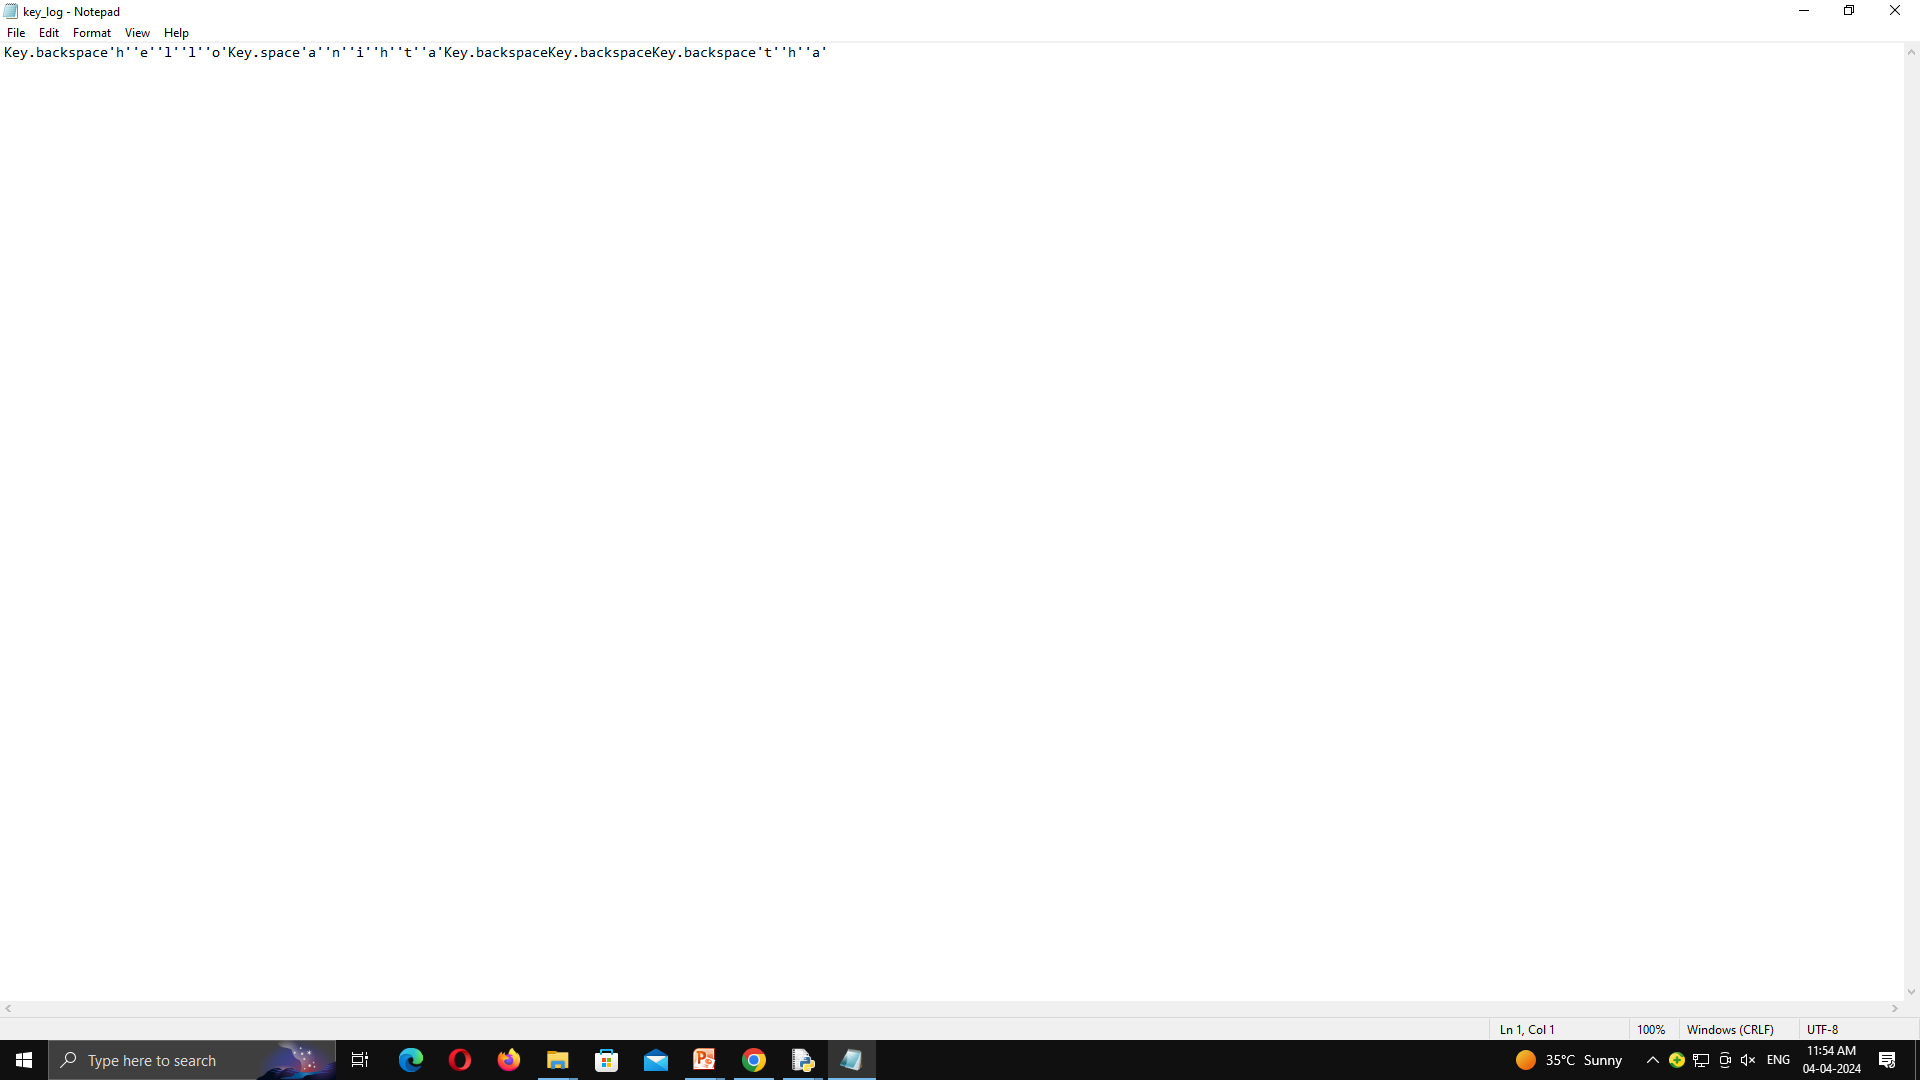 key_log - Notepad
File Edit Format View Help
Key.backspace'h''e''l''l''o'Key.space'a''n''i''h''t''a'Key.backspaceKey.backspaceKey.backspace't''h''a'
Ln 1, Col 1 100% Windows (CRLF) UTF-8
Type here to search 35°C Sunny ENG 11:54 AM
04-04-2024